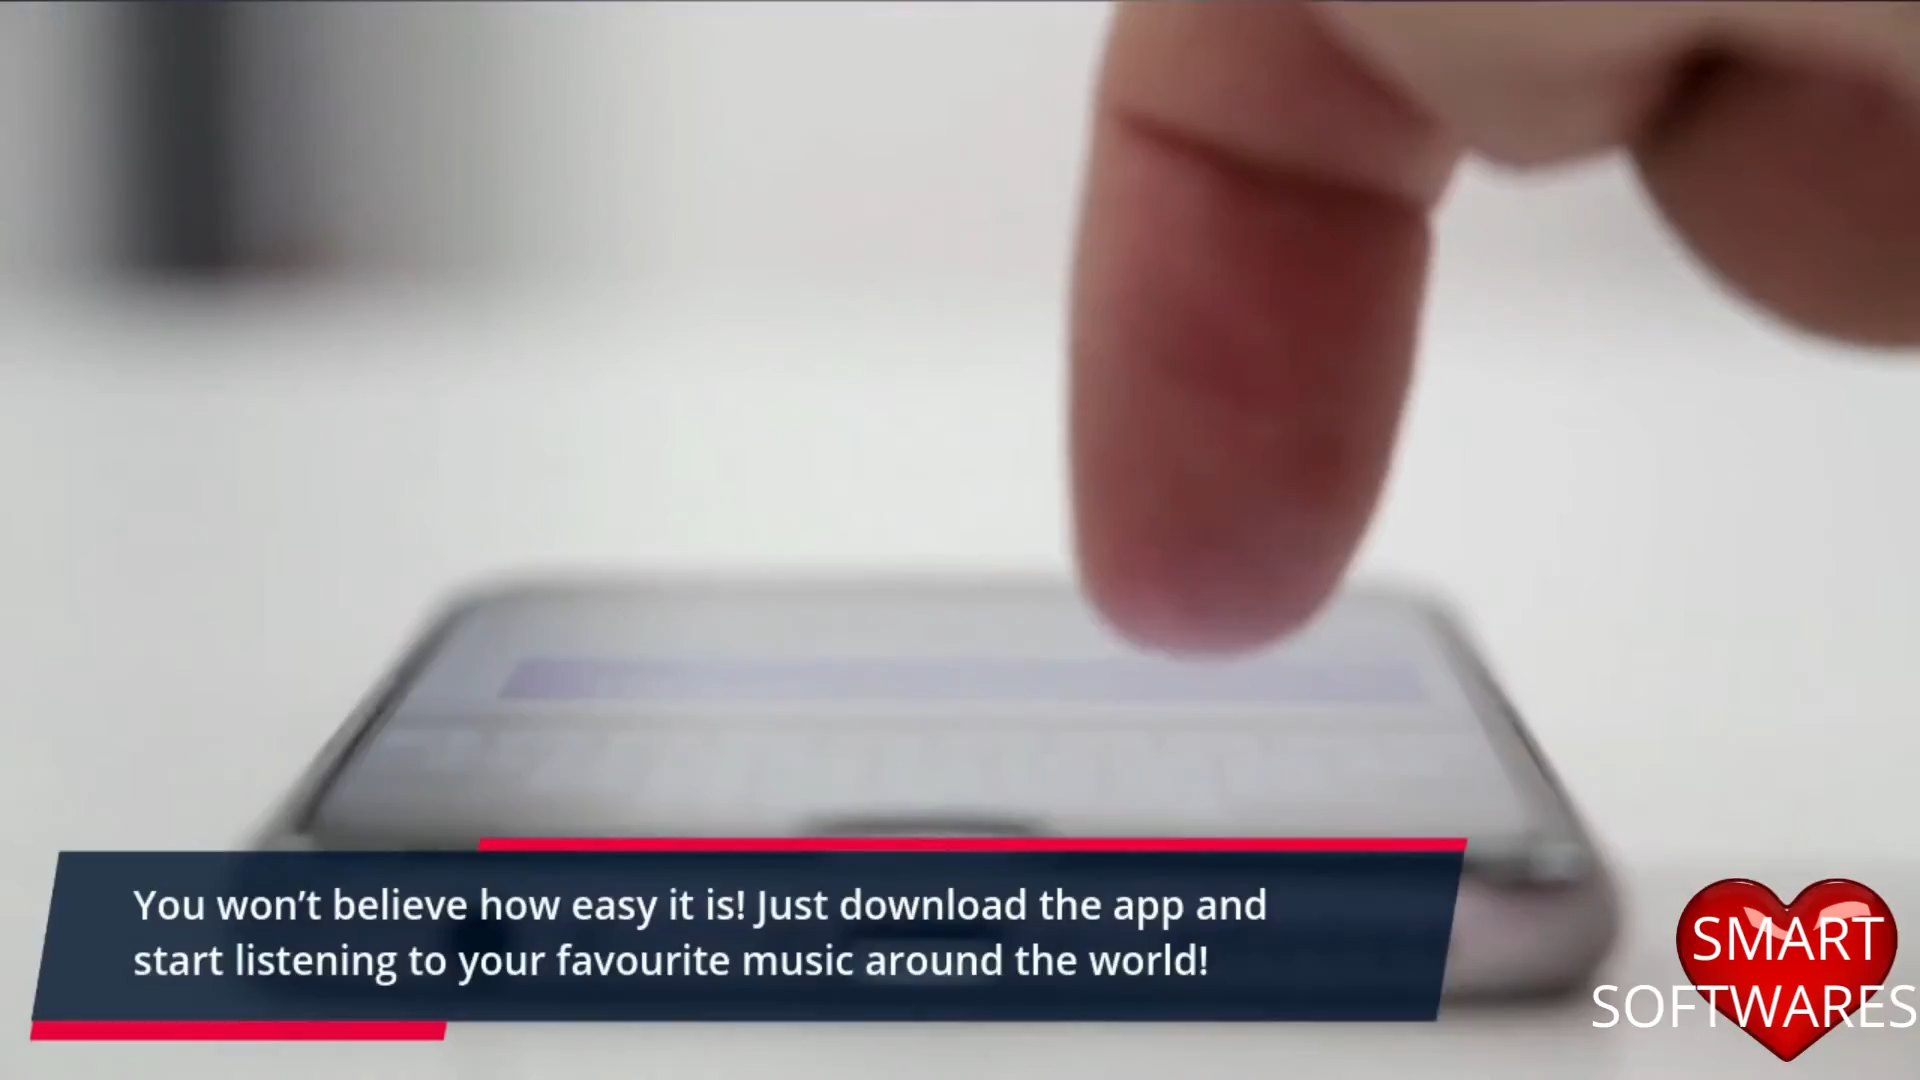 You won’t believe how easy it is! Just download the app and
start listening to your favourite music around the world!
SMART
SOFTWARES